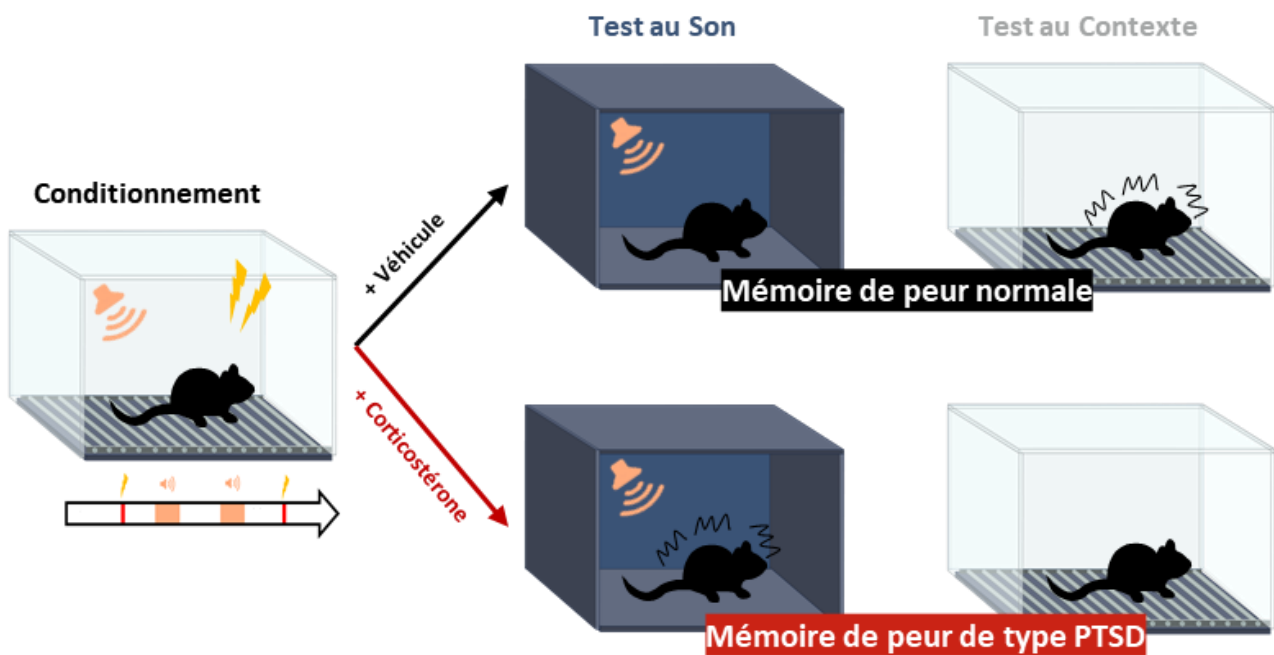 Test au Son
Test au Contexte
Conditionnement
+ Véhicule
Mémoire de peur normale
+ Corticostérone
Mémoire de peur de type PTSD